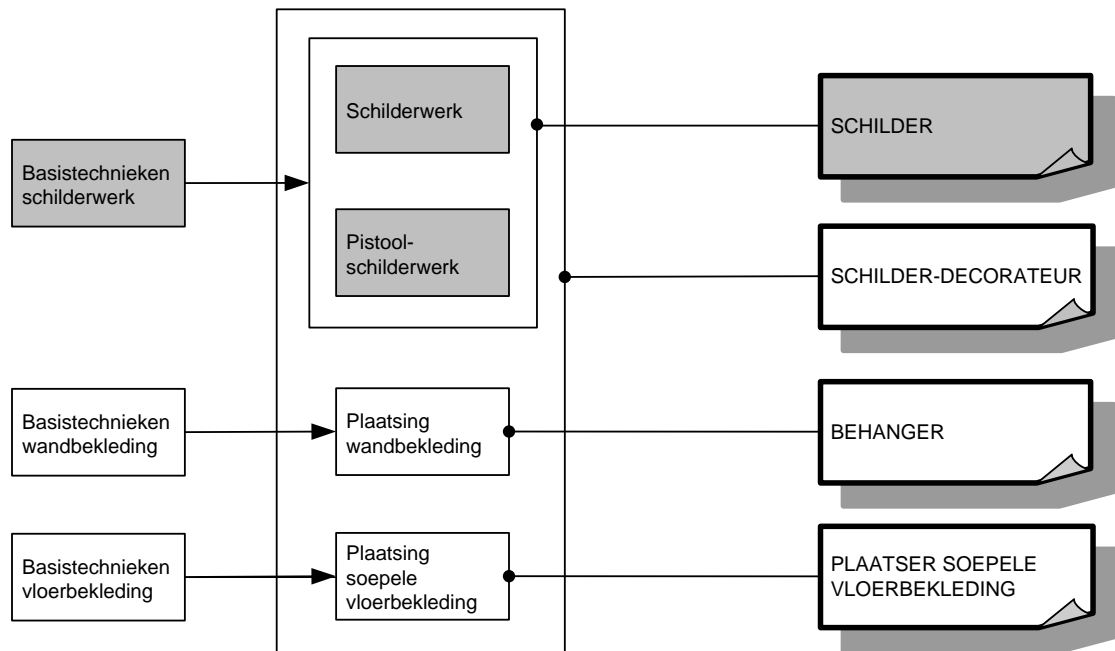 Schilderwerk
SCHILDER
Basistechnieken
schilderwerk
Pistool-
schilderwerk
SCHILDER-DECORATEUR
Basistechnieken
wandbekleding
Plaatsing
wandbekleding
BEHANGER
Basistechnieken
vloerbekleding
Plaatsing
soepele
vloerbekleding
PLAATSER SOEPELE
VLOERBEKLEDING